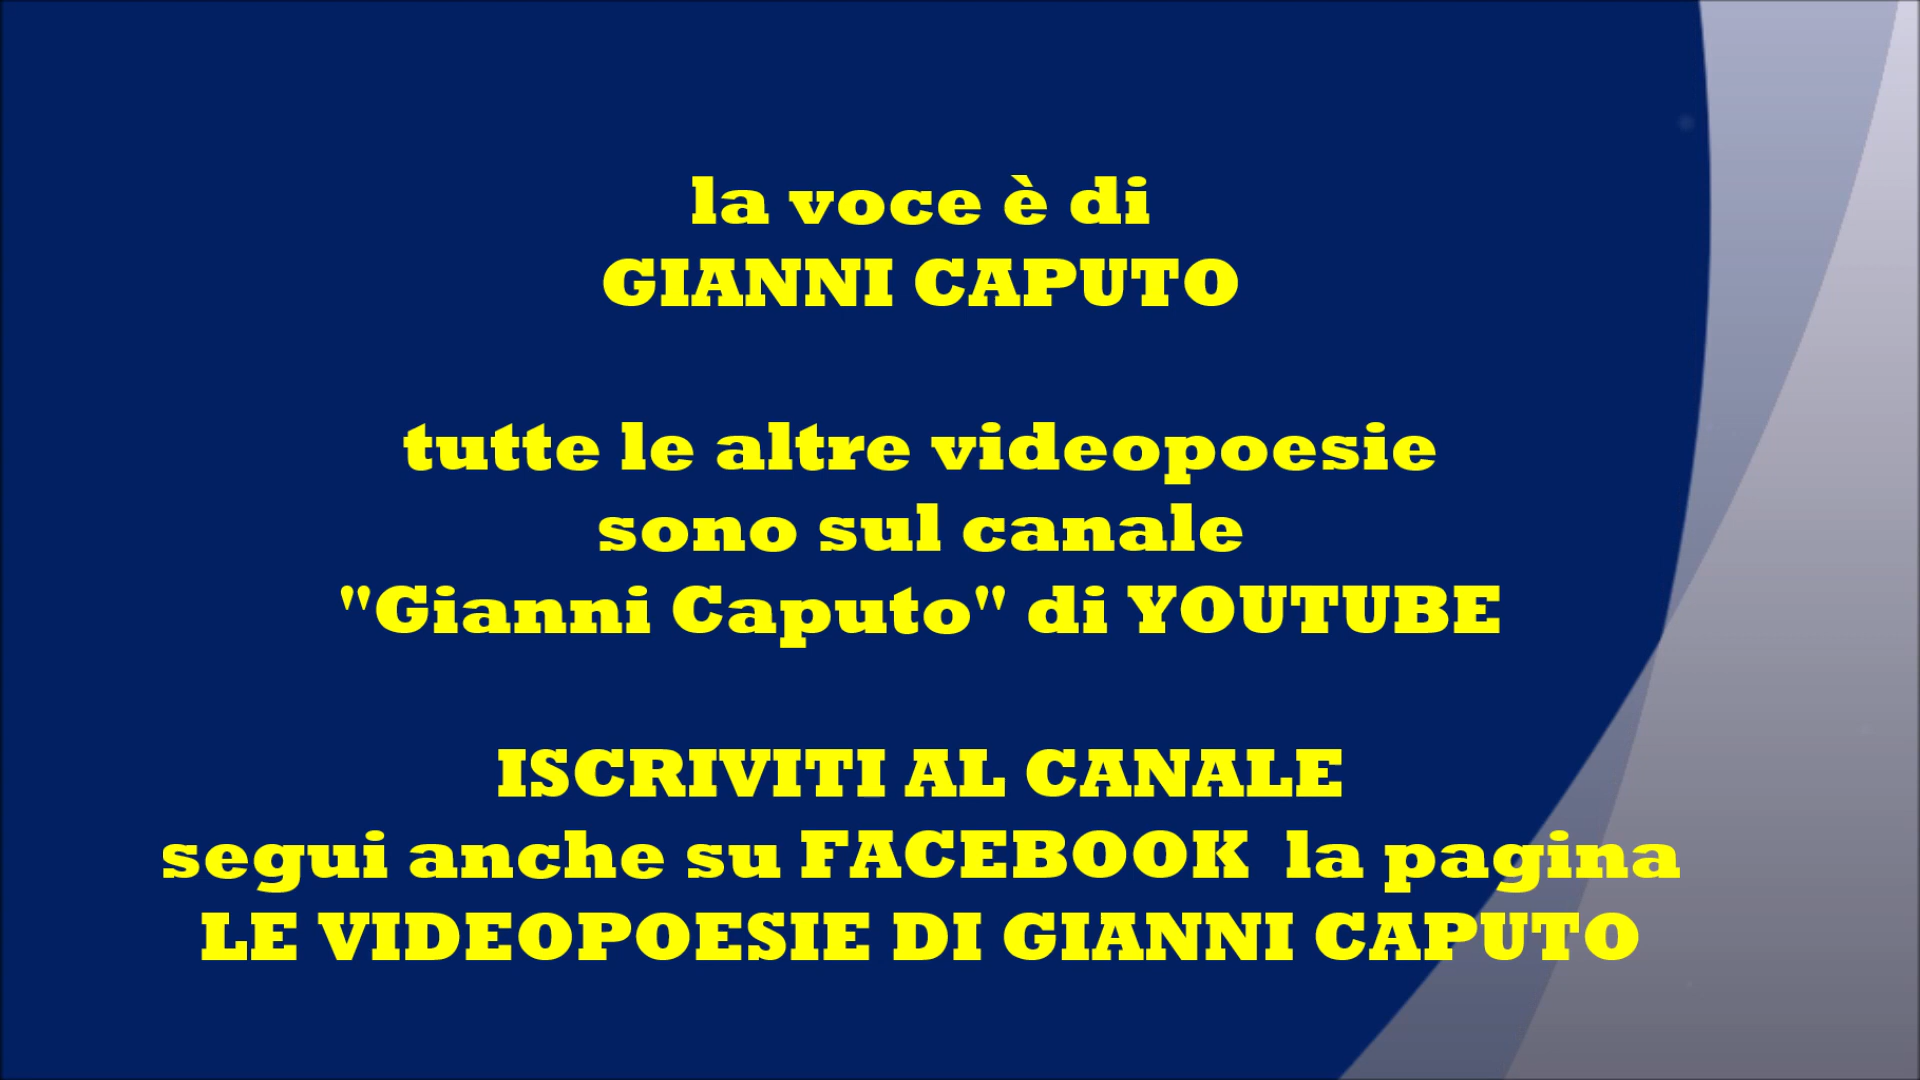 la voce è di
GIANNI CAPUTO
tutte le altre videopoesie
sono sul canale
"Gianni Caputo" di YOUTUBE
ISCRIVITI AL CANALE
segui anche su FACEBOOK  la pagina
LE VIDEOPOESIE DI GIANNI CAPUTO